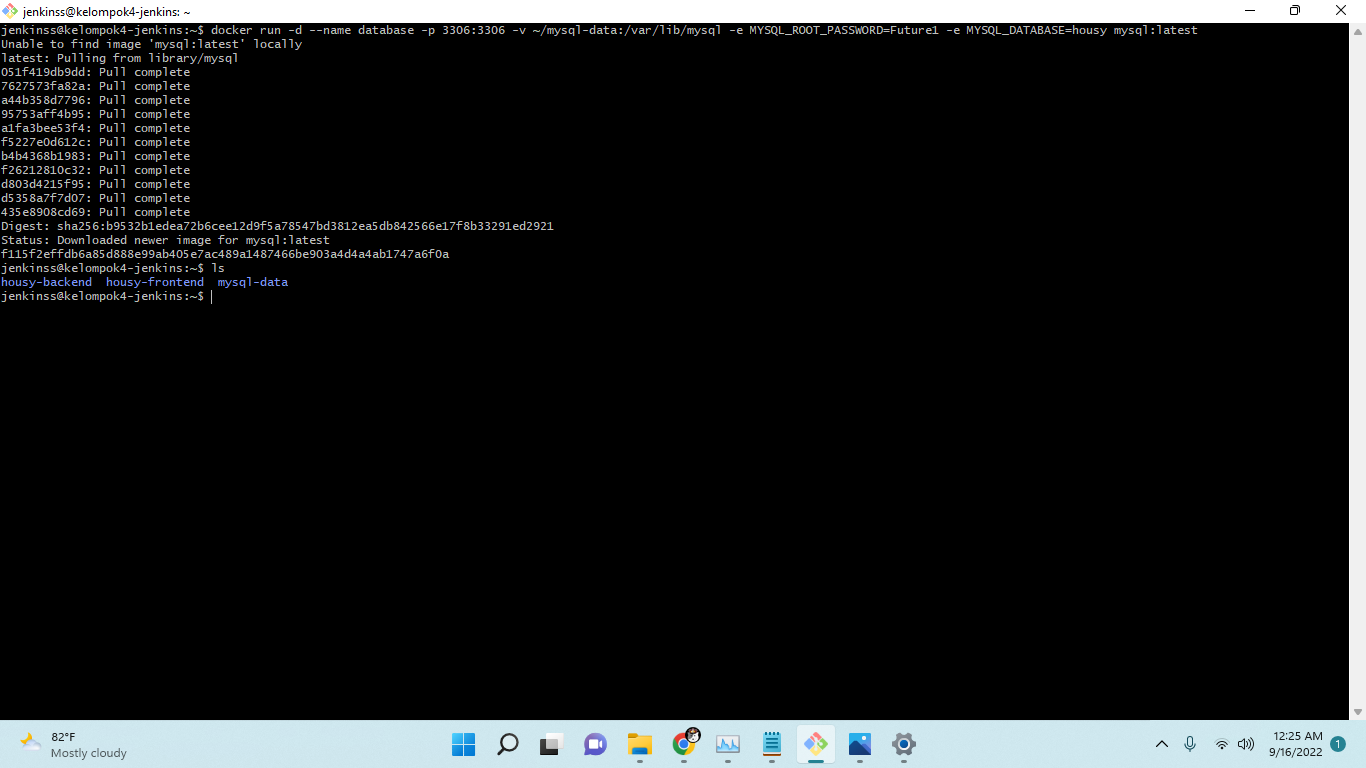 jenkinss@kelompok4-jenkins: ~
jenkinss@kelompok4-jenkins:~$ docker run -d --name database -p 3306:3306 -v ~/mysql-data:/var/lib/mysql -e MYSQL_ROOT_PASSWORD=Future1 -e MYSQL_DATABASE=housy mysql:latest
Unable to find image 'mysql:latest' locally
latest: Pulling from library/mysql
051f419db9dd: Pull complete
7627573fa82a: Pull complete
a44b358d7796: Pull complete
95753aff4b95: Pull complete
a1fa3bee53f4: Pull complete
f5227e0d612c: Pull complete
b4b4368b1983: Pull complete
f26212810c32: Pull complete
d803d4215f95: Pull complete
d5358a7f7d07: Pull complete
435e8908cd69: Pull complete
Digest: sha256:b9532b1edea72b6cee12d9f5a78547bd3812ea5db842566e17f8b33291ed2921
Status: Downloaded newer image for mysql:latest
f115f2effdb6a85d888e99ab405e7ac489a1487466be903a4d4a4ab1747a6f0a
jenkinss@kelompok4-jenkins:~$ ls
housy-backend housy-frontend mysql-data
jenkinss@kelompok4-jenkins:~$
82°F
Mostly cloudy
12:25 AM
9/16/2022
1